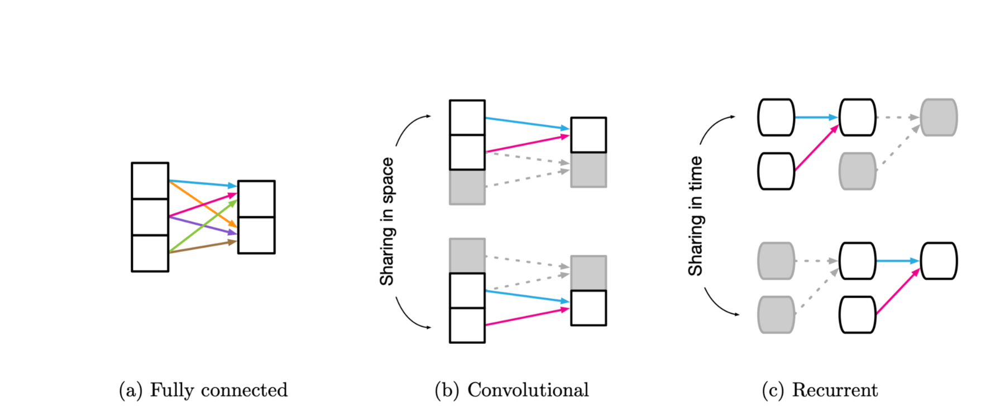 Sharing in space
Sharing in time
(a) Fully connected
(b) Convolutional
(c) Recurrent